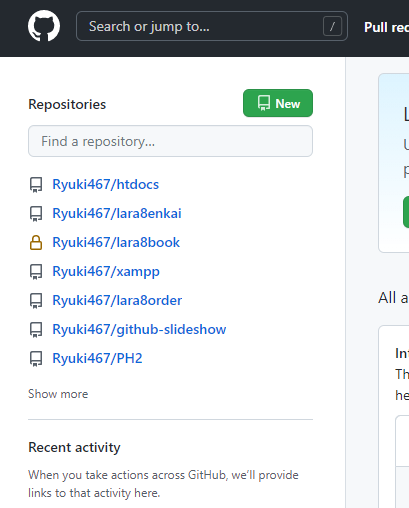 Search or jump to...
/
Pull req
Repositories
New
Find a repository...
Ryuki467/htdocs
Ryuki467/lara8enkai
Ryuki467/lara8book
Ryuki467/xampp
Ryuki467/lara8order
Ryuki467/github-slideshow
Ryuki467/PH2
Show more
Recent activity
When you take actions across GitHub, we'll provide
links to that activity here.
L
All a
Th
he